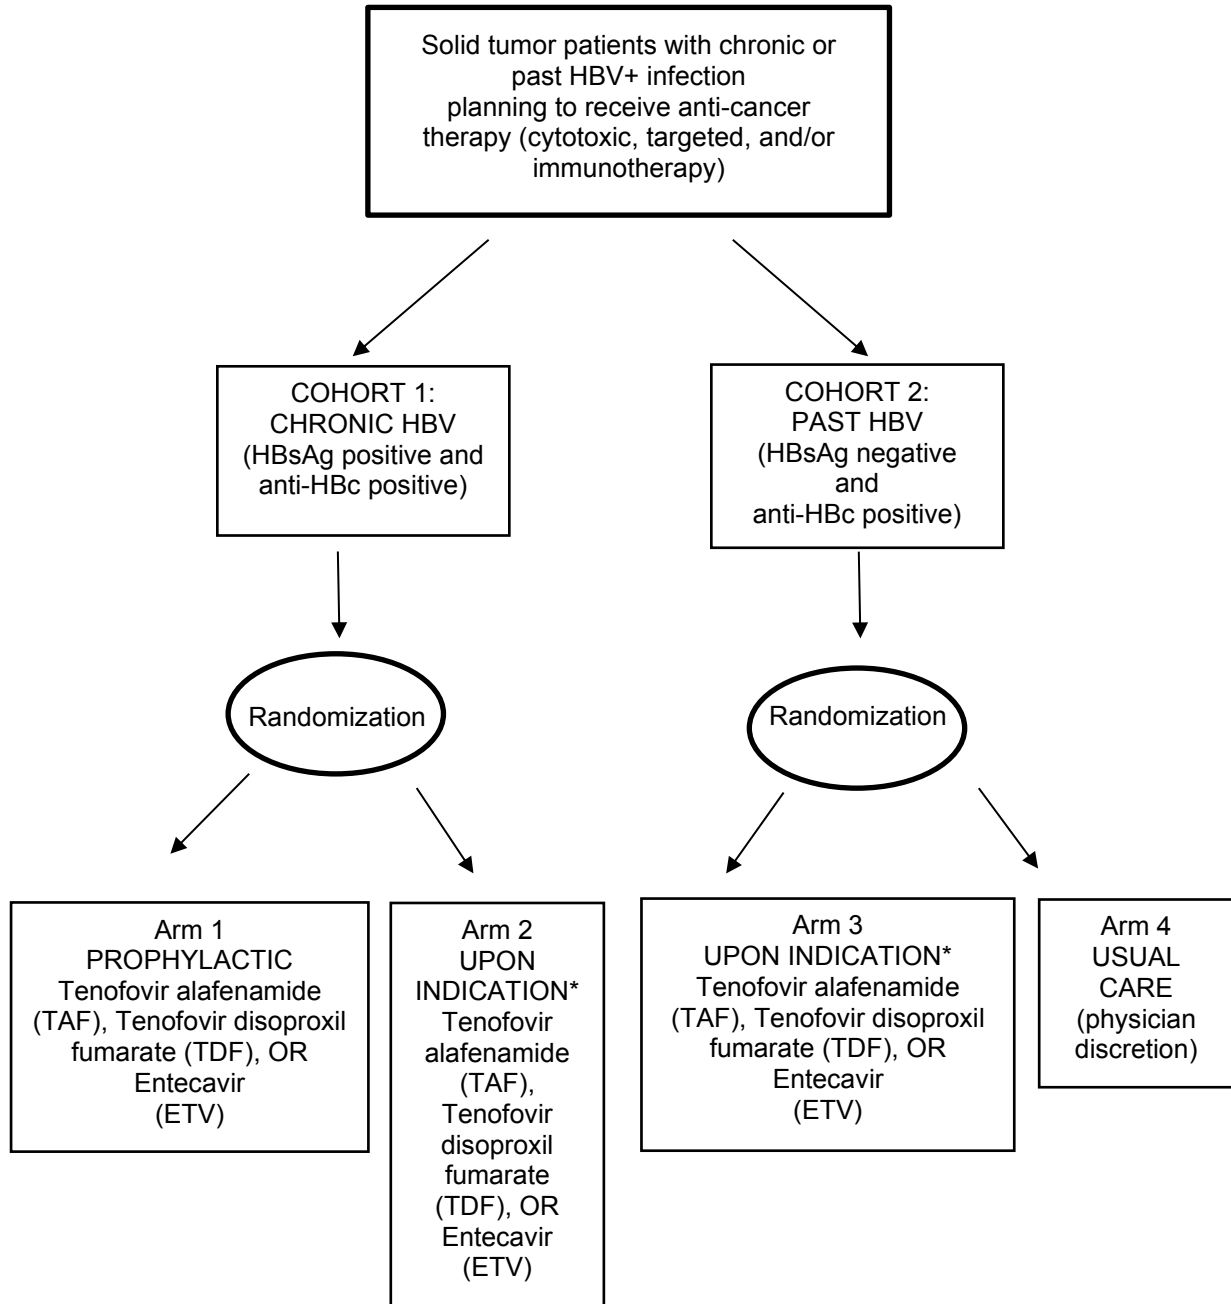 Solid tumor patients with chronic or
past HBV+ infection
planning to receive anti-cancer
therapy (cytotoxic, targeted, and/or
immunotherapy)
COHORT 1:
CHRONIC HBV
(HBsAg positive and
anti-HBc positive)
COHORT 2:
PAST HBV
(HBsAg negative
and
anti-HBc positive)
Randomization
Randomization
Arm 1
PROPHYLACTIC
Tenofovir alafenamide
(TAF), Tenofovir disoproxil
fumarate (TDF), OR
Entecavir
(ETV)
Arm 2
UPON
INDICATION*
Tenofovir
alafenamide
(TAF),
Tenofovir
disoproxil
fumarate
(TDF), OR
Entecavir
(ETV)
Arm 3
UPON INDICATION*
Tenofovir alafenamide
(TAF), Tenofovir disoproxil
fumarate (TDF), OR
Entecavir
(ETV)
Arm 4
USUAL
CARE
(physician
discretion)